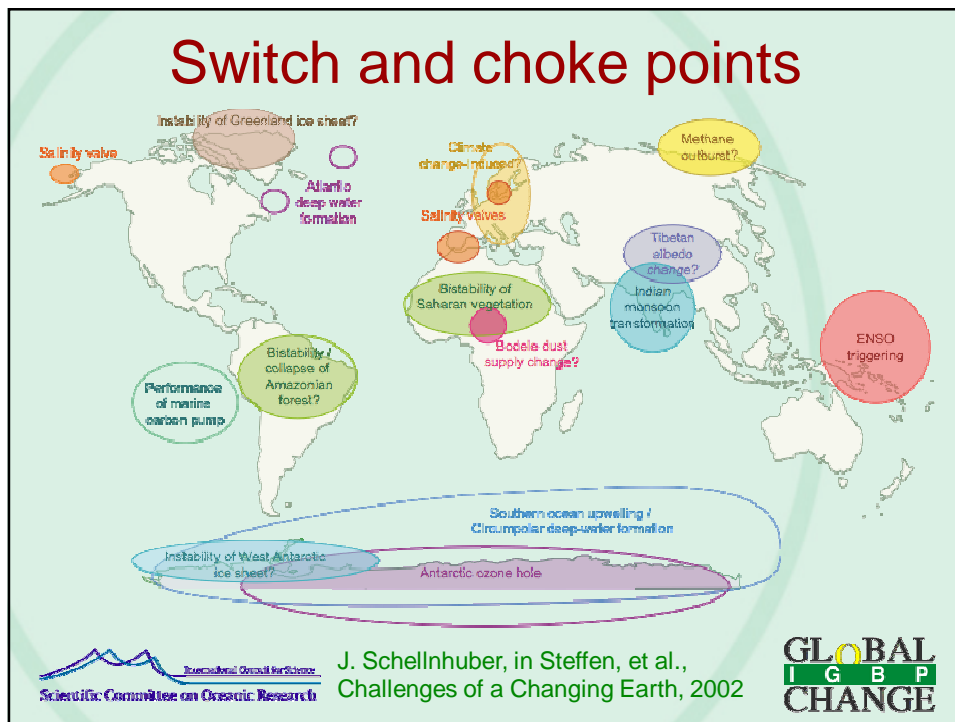 Switch and choke points
Instability of Greenland ice sheet?
Salinity valve
Atlantic
deep water
formation
Climate
change-induced?
Salinity valves
Methane
outburst?
Tibetan
albedo
change?
Indian
monsoon
transformation
Bistability of
Saharan vegetation
Bodele dust
supply change?
ENSO
triggering
Bistability /
collapse of
Amazonian
forest?
Performance
of marine
carbon pump
Southern ocean upwelling /
Circumpolar deep-water formation
Instability of West Antarctic
ice sheet?
Antarctic ozone hole
International Council for Science
Scientific Committee on Oceanic Research
J. Schellnhuber, in Steffen, et al.,
Challenges of a Changing Earth, 2002
GLOBAL
I G B P
CHANGE